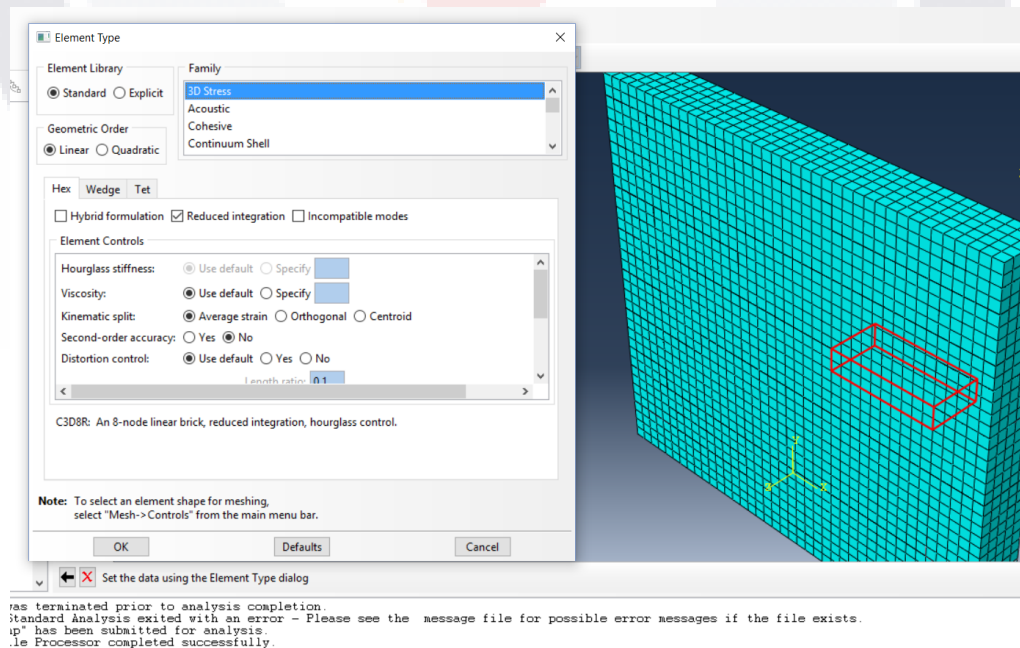 Element Type
Element Library
Family
Standard Explicit
3D Stress
Acoustic
Cohesive
Continuum Shell
Geometric Order
Linear Quadratic
Hex Wedge Tet
Hybrid formulation Reduced integration Incompatible modes
Element Controls
Hourglass stiffness: Use default Specify
Viscosity: Use default Specify
Kinematic split: Average strain Orthogonal Centroid
Second-order accuracy: Yes No
Distortion control: Use default Yes No
Length ratio: 0.1
C3D8R: An 8-node linear brick, reduced integration, hourglass control.
Note: To select an element shape for meshing,
select "Mesh->Controls" from the main menu bar.
OK Defaults Cancel
Set the data using the Element Type dialog
was terminated prior to analysis completion.
Standard Analysis exited with an error - Please see the message file for possible error messages if the file exists.
" has been submitted for analysis.
Processor completed successfully.